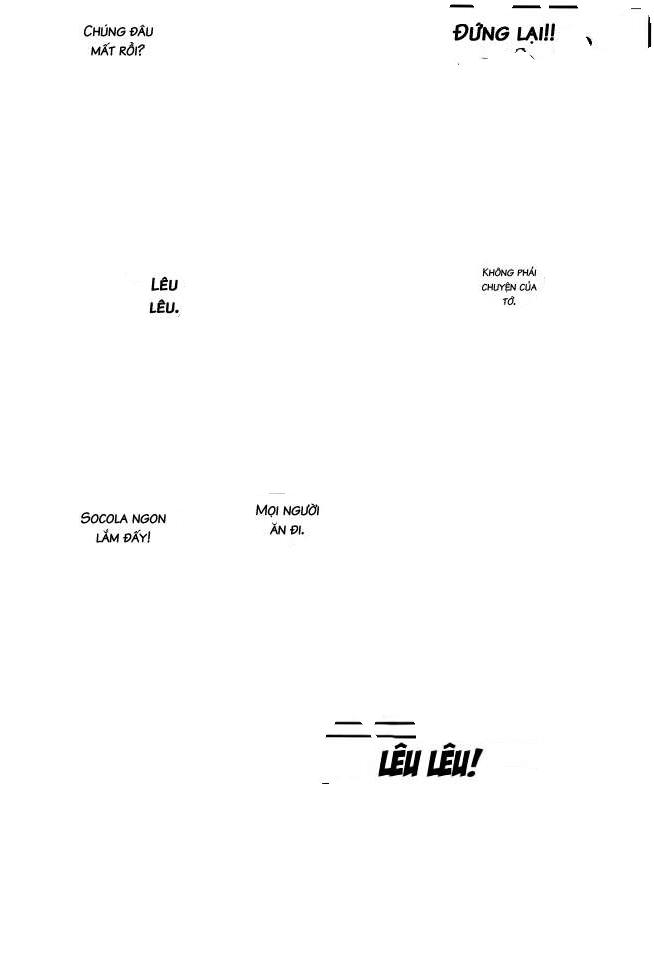 CHÚNG ĐÂU
MẤT RỒI?
ĐỨNG LẠI!!
LÊU
LÊU.
KHÔNG PHẢI
CHUYỆN CỦA
TỚ.
SOCOLA NGON
LẮM ĐẤY!
MỌI NGƯỜI
ĂN ĐI.
LÊU LÊU!